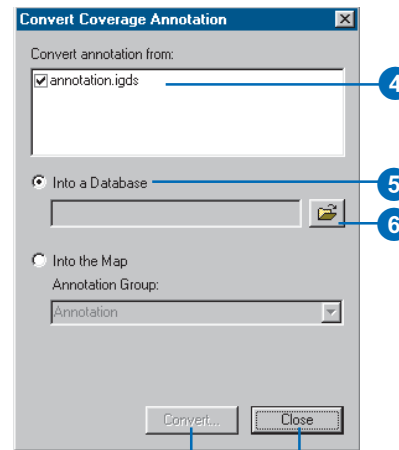 Convert Coverage Annotation
Convert annotation from:
annotation.igds
4
Into a Database
5
6
Into the Map
Annotation Group:
Annotation
Convert... Close